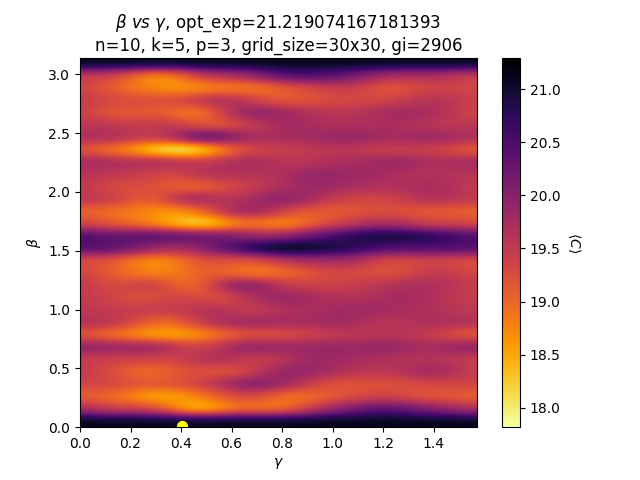 β vs γ, opt_exp=21.219074167181393
n=10, k=5, p=3, grid_size=30x30, gi=2906
3.0
2.5
2.0
1.5
1.0
0.5
0.0
β
0.0 0.2 0.4 0.6 0.8 1.0 1.2 1.4
γ
21.0
20.5
20.0
19.5
19.0
18.5
18.0
⟨C⟩